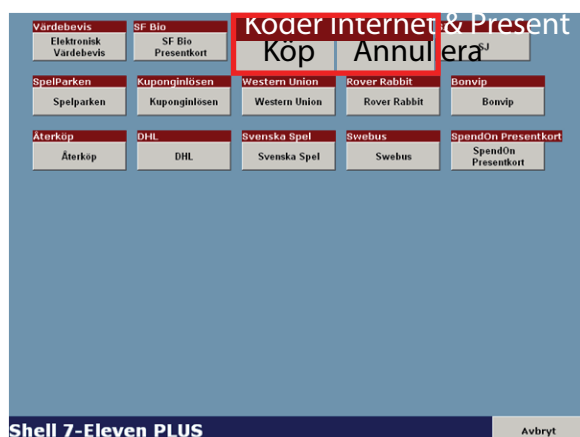 Värdebevis SF Bio Koder Internet & Present
Elektronisk Värdebevis
SF Bio Presentkort
Köp
Annullera
SJ
SpelParken Kuponginlösen Western Union Rover Rabbit Bonvip
Spelparken Kuponginlösen Western Union Rover Rabbit Bonvip
Återköp DHL Svenska Spel Swebus SpendOn Presentkort
Återköp DHL Svenska Spel Swebus SpendOn Presentkort
Shell 7-Eleven PLUS Avbryt